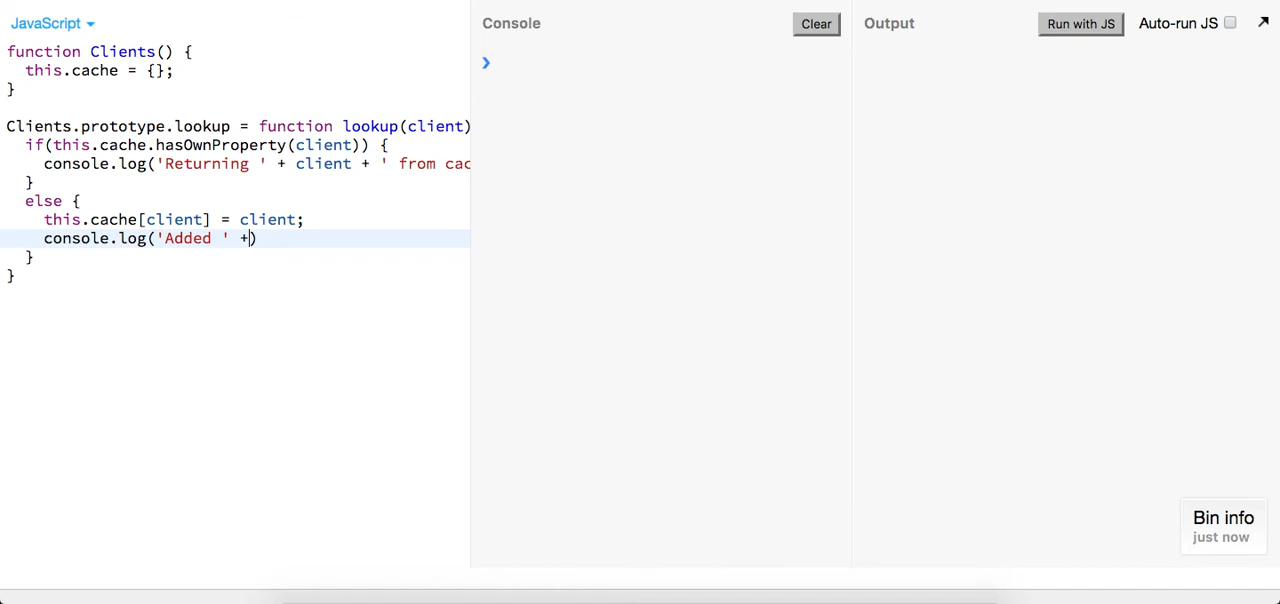 JavaScript
function Clients() {
  this.cache = {};
}
Clients.prototype.lookup = function lookup(client)
  if(this.cache.hasOwnProperty(client)) {
    console.log('Returning ' + client + ' from cac
  }
  else {
    this.cache[client] = client;
    console.log('Added ' +)
  }
}
Console
Clear
Output
Run with JS
Auto-run JS
Bin info
just now